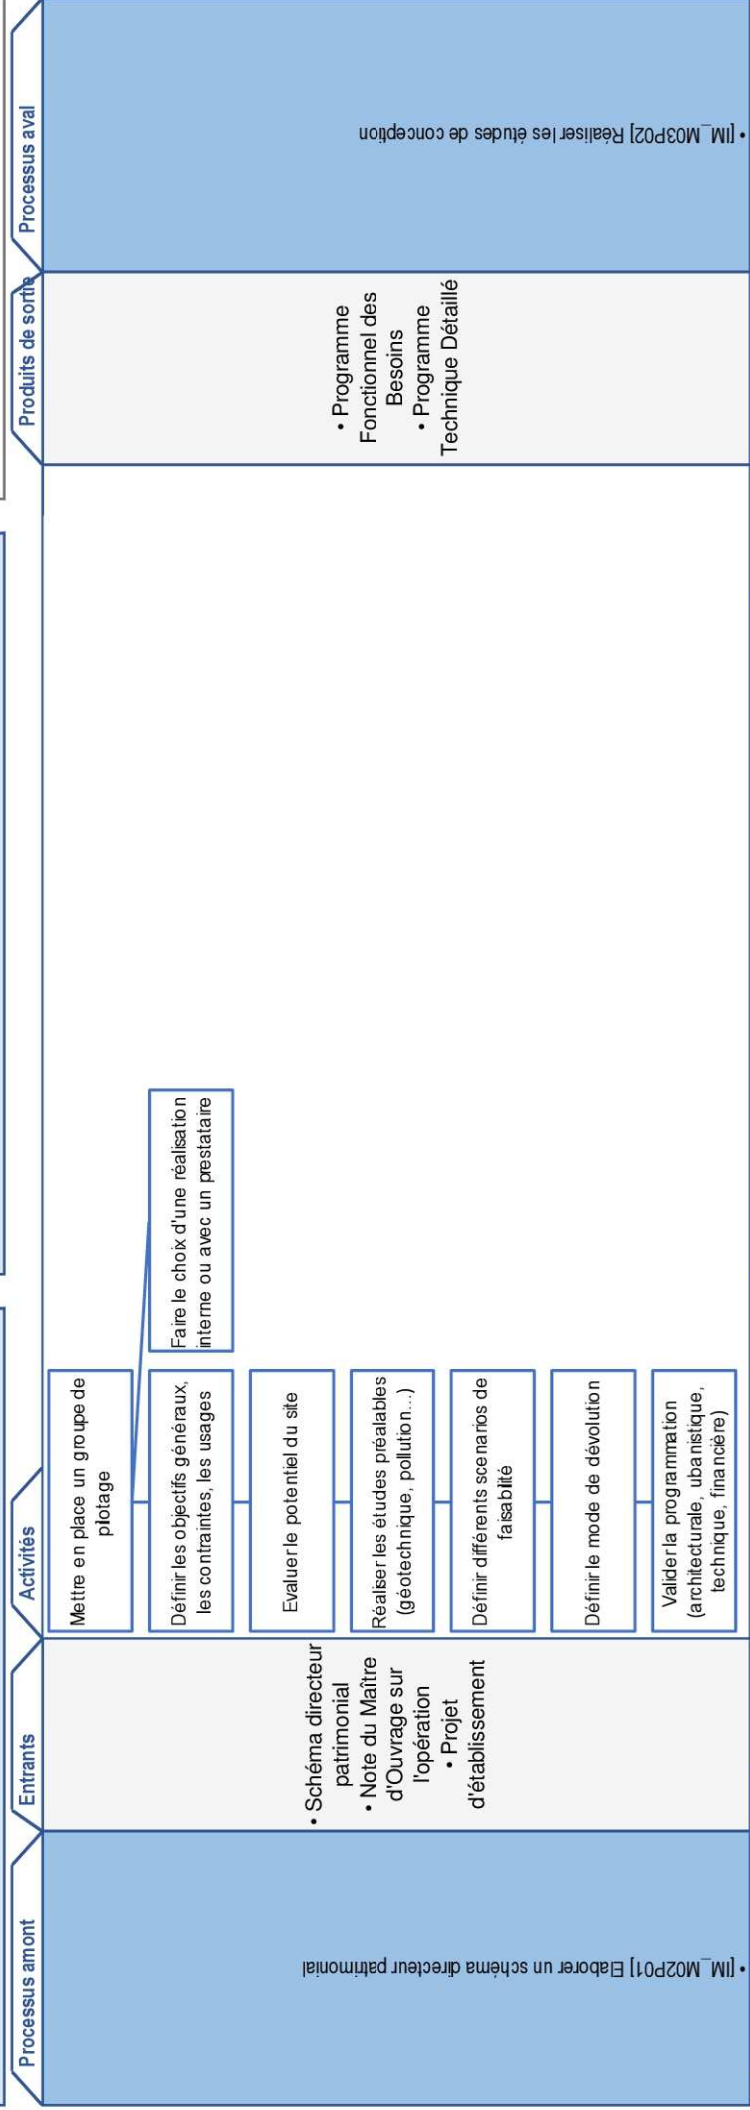 Processus amont
Entrants
Activités
Produits de sortie
Processus aval
• [IM_M02P01] Elaborer un schéma directeur patrimonial
• Schéma directeur
patrimonial
• Note du Maître
d'Ouvrage sur
l'opération
• Projet
d'établissement
Mettre en place un groupe de
pilotage
Définir les objectifs généraux,
les contraintes, les usages
Faire le choix d'une réalisation
interne ou avec un prestataire
Evaluer le potentiel du site
Réaliser les études préalables
(géotechnique, pollution...)
Définir différents scenarios de
faisabilité
Définir le mode de dévolution
Valider la programmation
(architecturale, ubanistique,
technique, financière)
• Programme
Fonctionnel des
Besoins
• Programme
Technique Détaillé
• [IM_M03P02] Réaliser les études de conception